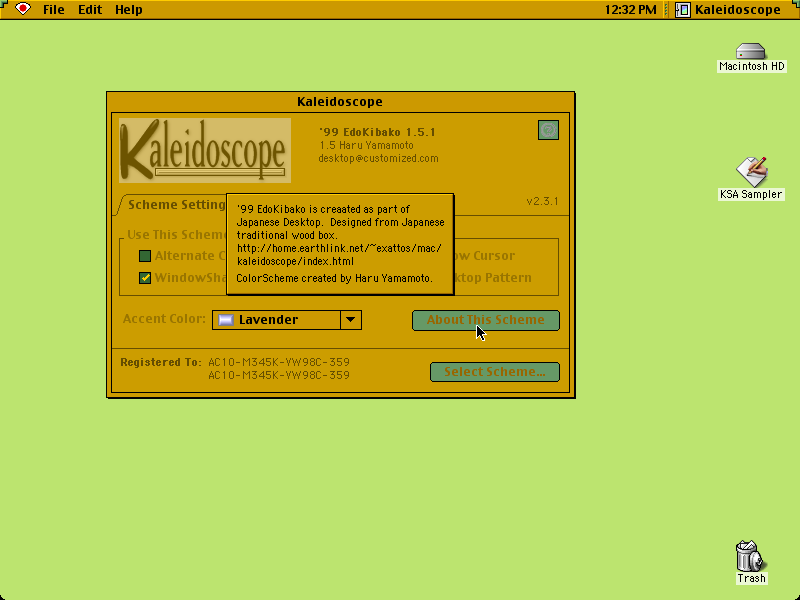 File Edit Help
12:32 PM
Kaleidoscope
Macintosh HD
KSA Sampler
Kaleidoscope
Kaleidoscope
'99 EdoKibako 1.5.1
1.5 Haru Yamamoto
desktop@customized.com
Scheme Setting
v2.3.1
'99 EdoKibako is creaated as part of
Japanese Desktop. Designed from Japanese
traditional wood box.
http://home.earthlink.net/~exattos/mac/
kaleidoscope/index.html
ColorScheme created by Haru Yamamoto.
Use This Scheme
Alternate
Cursor
WindowSha
Pattern
Accent Color:
Lavender
About This Scheme
Registered To: AC10-M345K-YW98C-359
AC10-M345K-YW98C-359
Select Scheme...
Trash